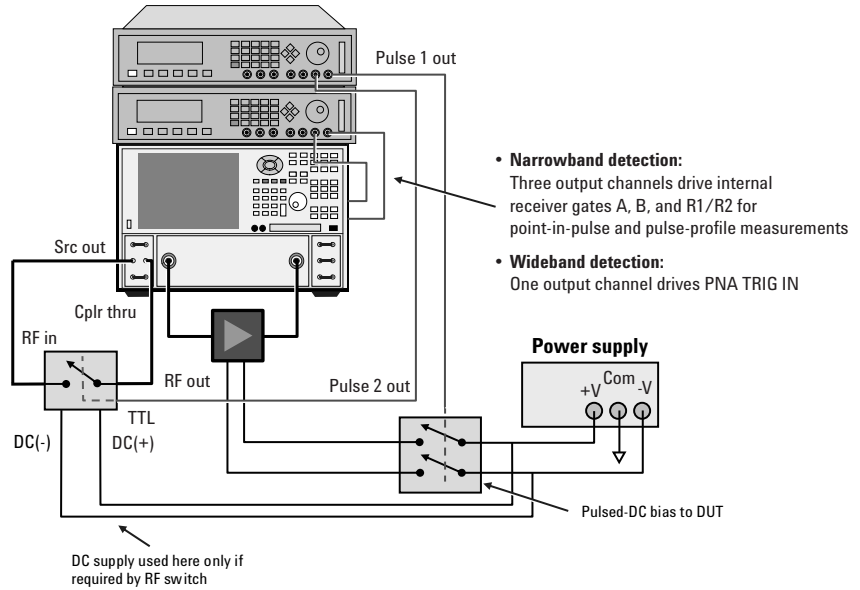 Pulse 1 out
• Narrowband detection:
Three output channels drive internal
receiver gates A, B, and R1/R2 for
point-in-pulse and pulse-profile measurements
• Wideband detection:
One output channel drives PNA TRIG IN
Src out
Cplr thru
RF in
RF out
Pulse 2 out
Power supply
+V Com -V
TTL
DC(-) DC(+)
Pulsed-DC bias to DUT
DC supply used here only if
required by RF switch